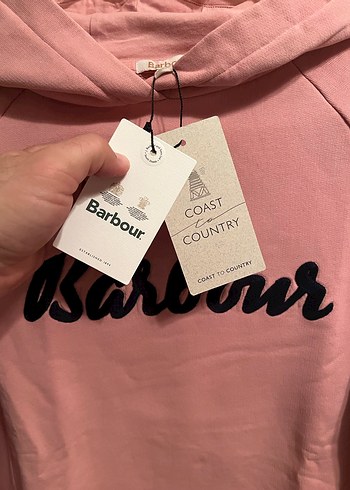 Barbour
Barbour
ESTABLISHED 1894
COAST
to
COUNTRY
COAST TO COUNTRY
Barbour